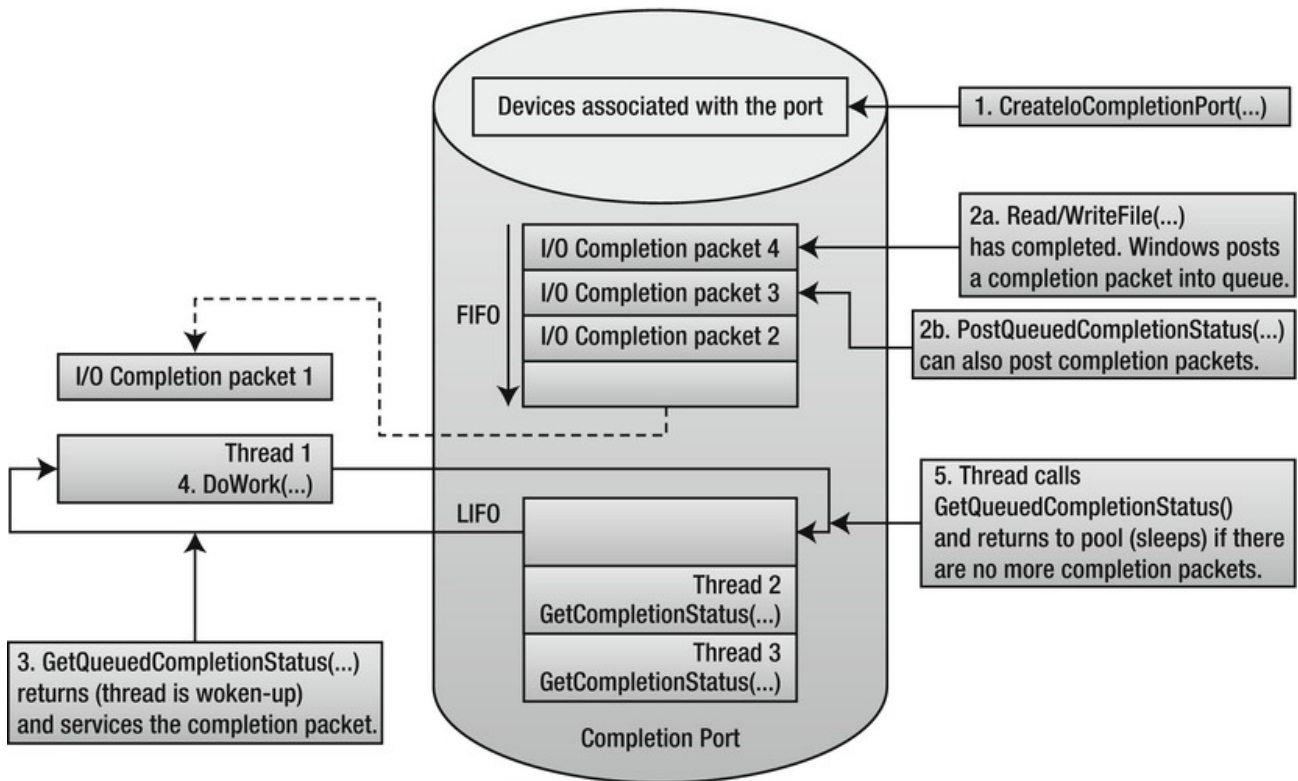 Devices associated with the port
1. CreateIoCompletionPort(...)
2a. Read/WriteFile(...)
has completed. Windows posts
a completion packet into queue.
I/O Completion packet 4
I/O Completion packet 3
I/O Completion packet 2
FIFO
2b. PostQueuedCompletionStatus(...)
can also post completion packets.
I/O Completion packet 1
Thread 1
4. DoWork(...)
LIFO
5. Thread calls
GetQueuedCompletionStatus()
and returns to pool (sleeps) if there
are no more completion packets.
Thread 2
GetCompletionStatus(...)
Thread 3
GetCompletionStatus(...)
3. GetQueuedCompletionStatus(...)
returns (thread is woken-up)
and services the completion packet.
Completion Port